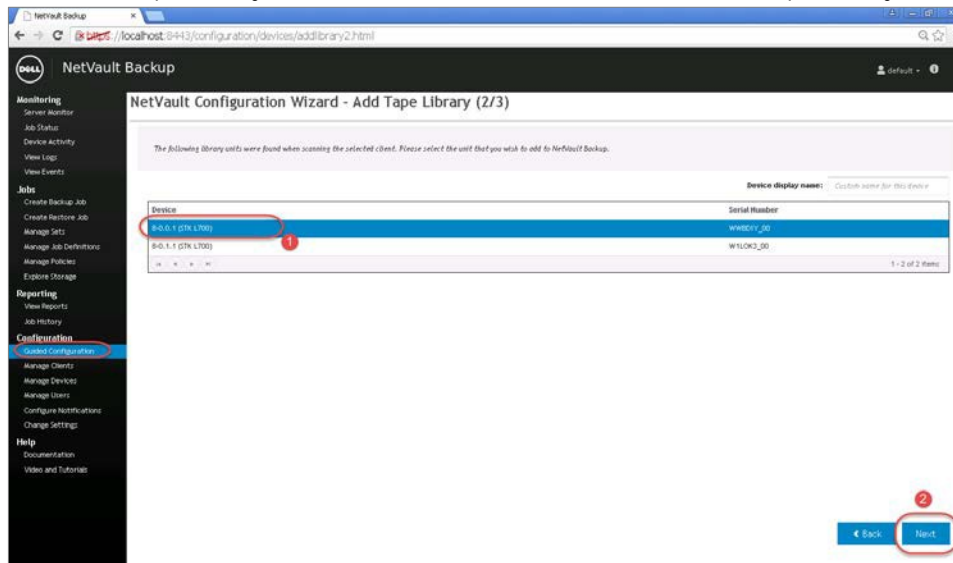 NetVault Backup
https://localhost:8443/configuration/devices/addlibrary2.html
DELL
NetVault Backup
default
Monitoring
Server Monitor
Job Status
Device Activity
View Logs
View Events
Jobs
Create Backup Job
Create Restore Job
Manage Sets
Manage Job Definitions
Manage Policies
Explore Storage
Reporting
View Reports
Job History
Configuration
Guided Configuration
Manage Clients
Manage Devices
Manage Users
Configure Notifications
Change Settings
Help
Documentation
Video and Tutorials
NetVault Configuration Wizard - Add Tape Library (2/3)
The following library units were found when scanning the selected client. Please select the unit that you wish to add to NetVault Backup.
Device display name: Custom name for this device
Device Serial Number
8-0.0.1 (STK L700)
1
8-0.1.1 (STK L700) W1LOK3_00
1 - 2 of 2 items
2
Back Next